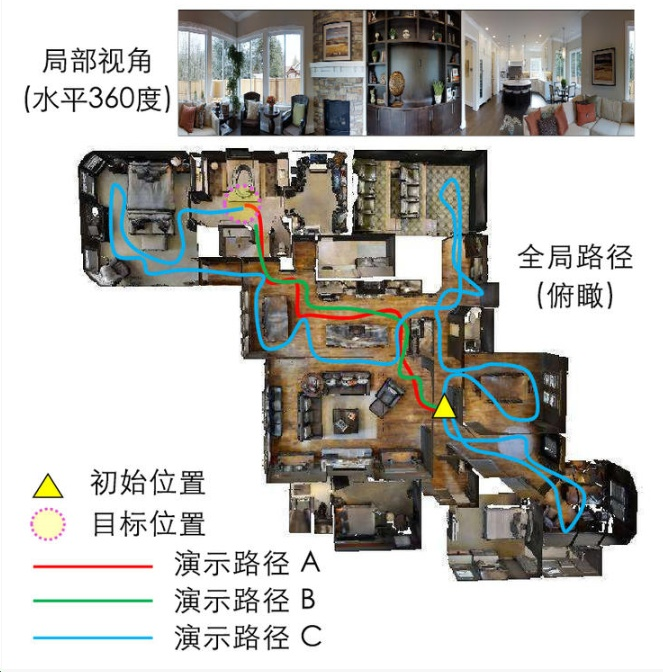 局部视角
(水平360度)
全局路径
(俯瞰)
初始位置
目标位置
演示路径 A
演示路径 B
演示路径 C